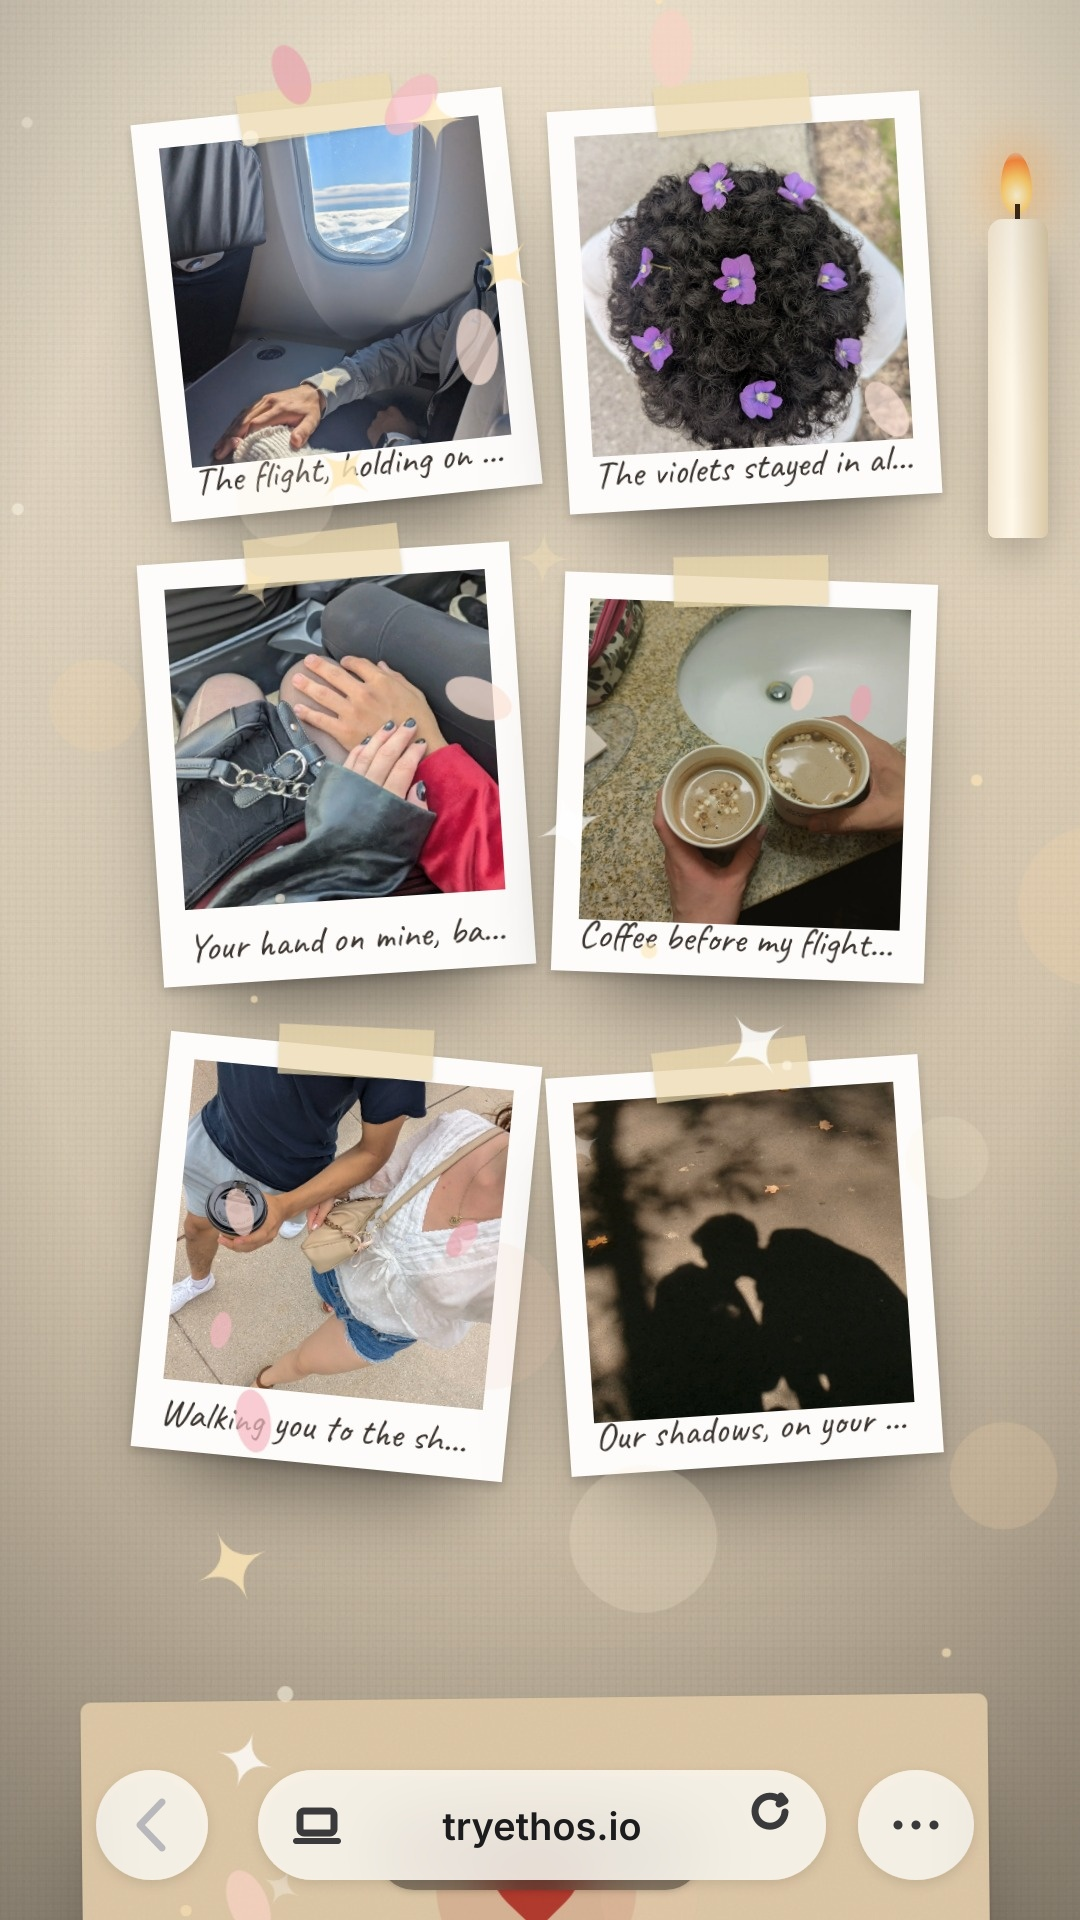 The flight, holding on ...
The violets stayed in al...
Your hand on mine, ba...
Coffee before my flight...
Walking you to the sh...
Our shadows, on your ...
tryethos.io